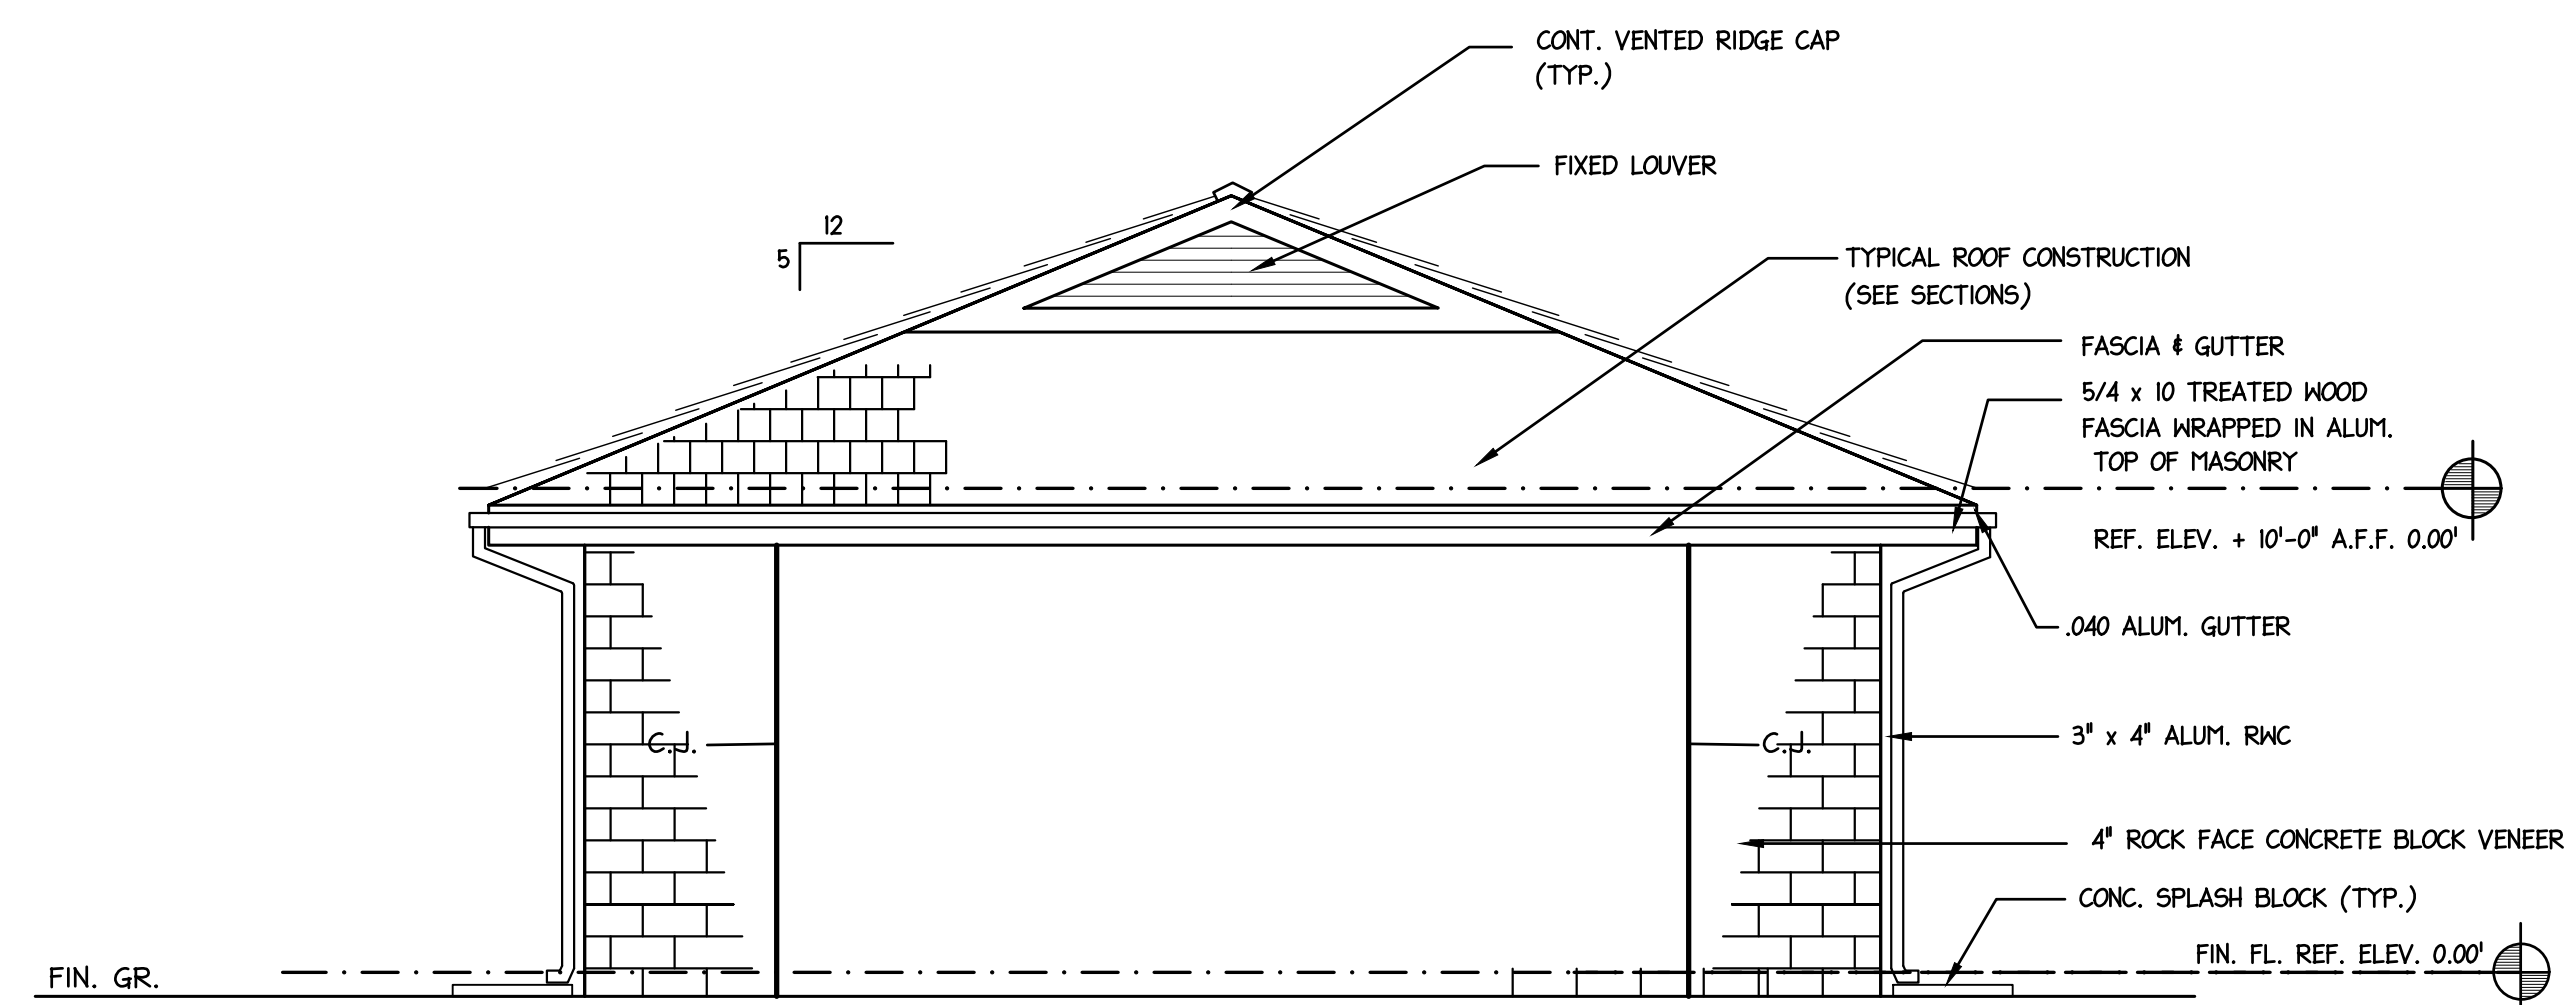 CONT. VENTED RIDGE CAP
(TYP.)
FIXED LOUVER
12
5
TYPICAL ROOF CONSTRUCTION
(SEE SECTIONS)
FASCIA & GUTTER
5/4 x 10 TREATED WOOD
FASCIA WRAPPED IN ALUM.
TOP OF MASONRY
REF. ELEV. + 10'-0" A.F.F. 0.00'
.040 ALUM. GUTTER
C.J.
C.J.
3" x 4" ALUM. RWC
4" ROCK FACE CONCRETE BLOCK VENEER
CONC. SPLASH BLOCK (TYP.)
FIN. FL. REF. ELEV. 0.00'
FIN. GR.